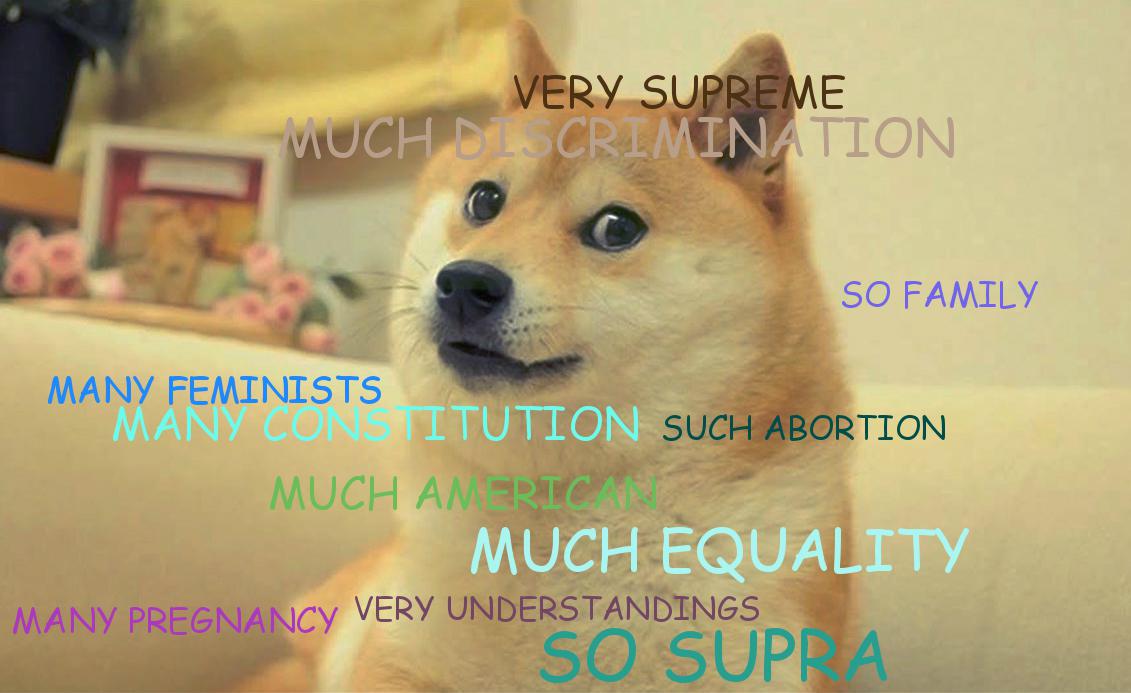 VERY SUPREME
MUCH DISCRIMINATION
SO FAMILY
MANY FEMINISTS
MANY CONSTITUTION
SUCH ABORTION
MUCH AMERICAN
MUCH EQUALITY
MANY PREGNANCY
VERY UNDERSTANDINGS
SO SUPRA